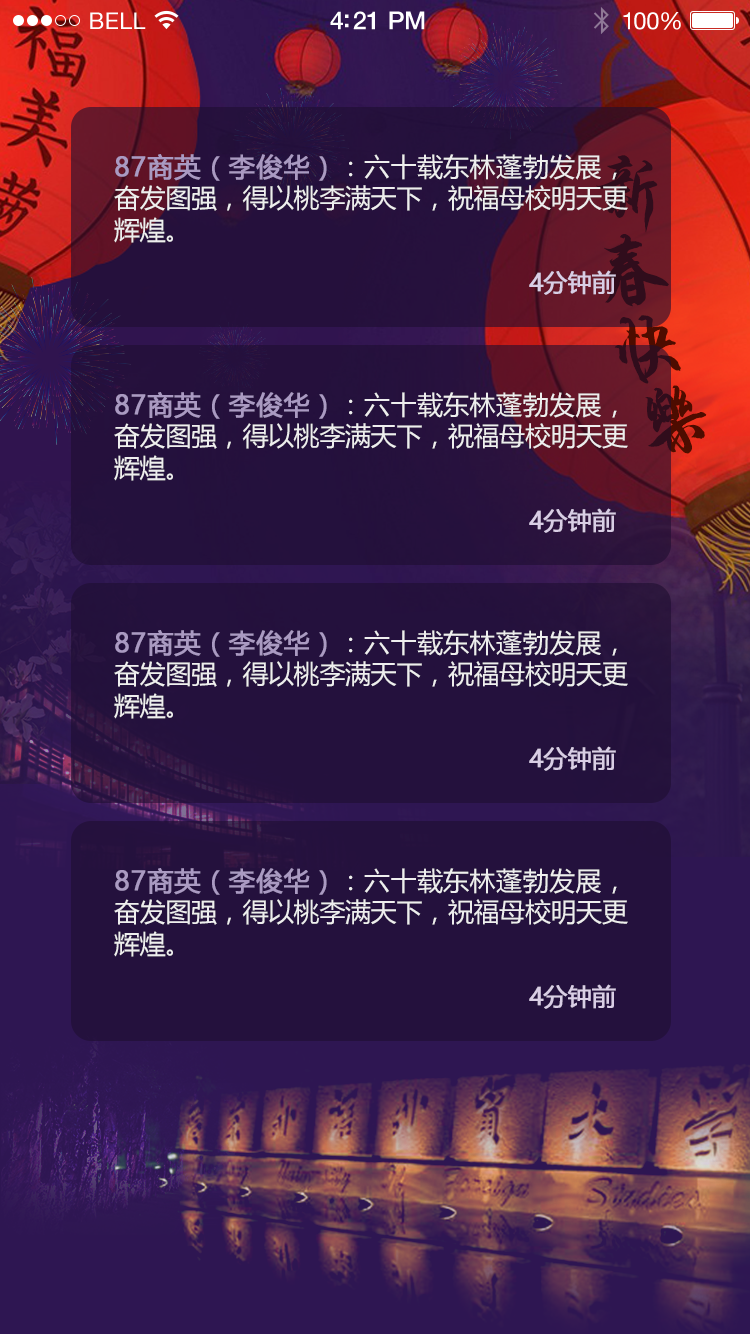 BELL 4:21 PM 100%
福美
新春快樂
87商英（李俊华）：六十载东林蓬勃发展，
奋发图强，得以桃李满天下，祝福母校明天更
辉煌。
4分钟前
87商英（李俊华）：六十载东林蓬勃发展，
奋发图强，得以桃李满天下，祝福母校明天更
辉煌。
4分钟前
87商英（李俊华）：六十载东林蓬勃发展，
奋发图强，得以桃李满天下，祝福母校明天更
辉煌。
4分钟前
87商英（李俊华）：六十载东林蓬勃发展，
奋发图强，得以桃李满天下，祝福母校明天更
辉煌。
4分钟前
外語外貿大學
University Of Foreign Studies